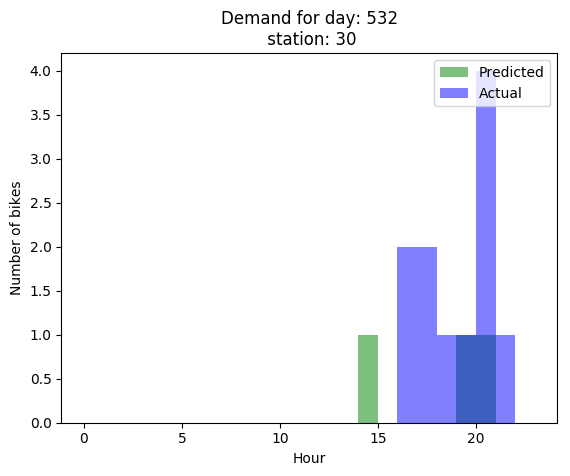 Demand for day: 532
station: 30
Predicted
Actual
4.0
3.5
3.0
2.5
2.0
1.5
1.0
0.5
0.0
Number of bikes
0 5 10 15 20
Hour